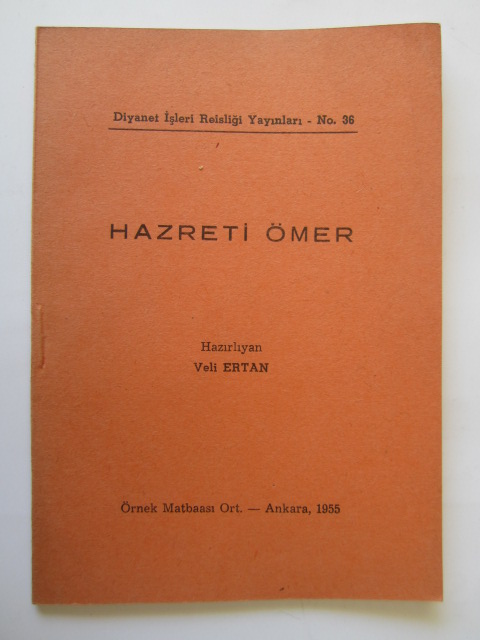 Diyanet İşleri Reisliği Yayınları - No. 36
HAZRETİ ÖMER
Hazırlıyan
Veli ERTAN
Örnek Matbaası Ort. — Ankara, 1955